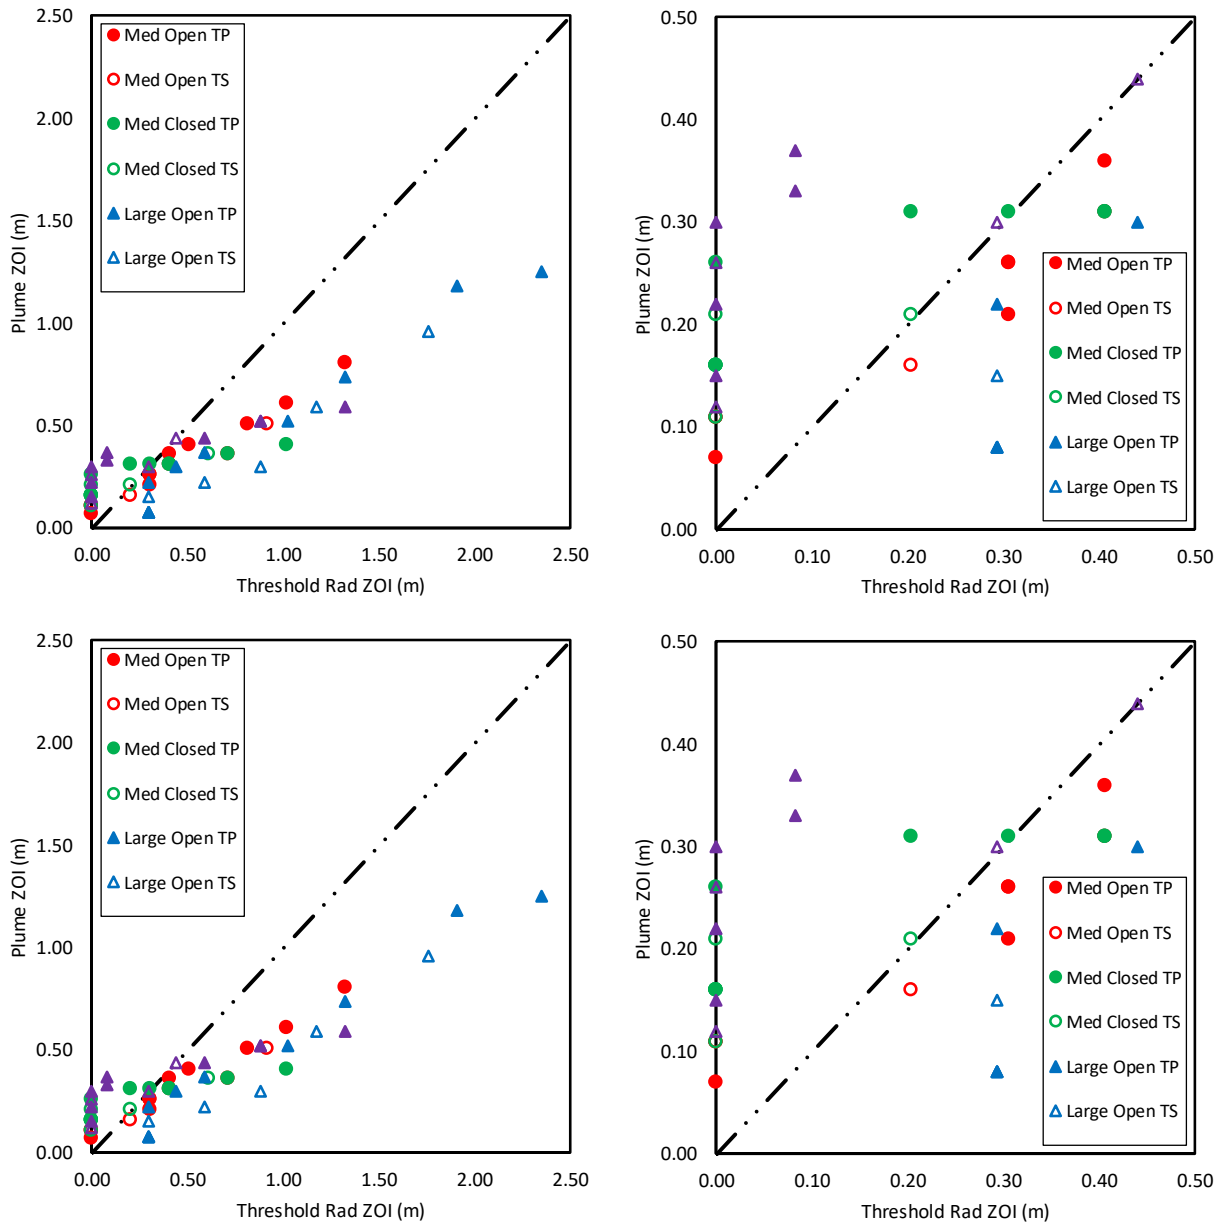 2.50
2.00
1.50
1.00
0.50
0.00
Plume ZOI (m)
Med Open TP
Med Open TS
Med Closed TP
Med Closed TS
Large Open TP
Large Open TS
0.00 0.50 1.00 1.50 2.00 2.50
Threshold Rad ZOI (m)
0.50
0.40
0.30
0.20
0.10
0.00
Plume ZOI (m)
Med Open TP
Med Open TS
Med Closed TP
Med Closed TS
Large Open TP
Large Open TS
0.00 0.10 0.20 0.30 0.40 0.50
Threshold Rad ZOI (m)
2.50
2.00
1.50
1.00
0.50
0.00
Plume ZOI (m)
Med Open TP
Med Open TS
Med Closed TP
Med Closed TS
Large Open TP
Large Open TS
0.00 0.50 1.00 1.50 2.00 2.50
Threshold Rad ZOI (m)
0.50
0.40
0.30
0.20
0.10
0.00
Plume ZOI (m)
Med Open TP
Med Open TS
Med Closed TP
Med Closed TS
Large Open TP
Large Open TS
0.00 0.10 0.20 0.30 0.40 0.50
Threshold Rad ZOI (m)